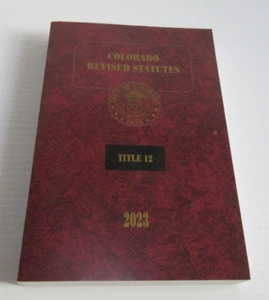 COLORADO
REVISED STATUTES
TITLE 12
2023